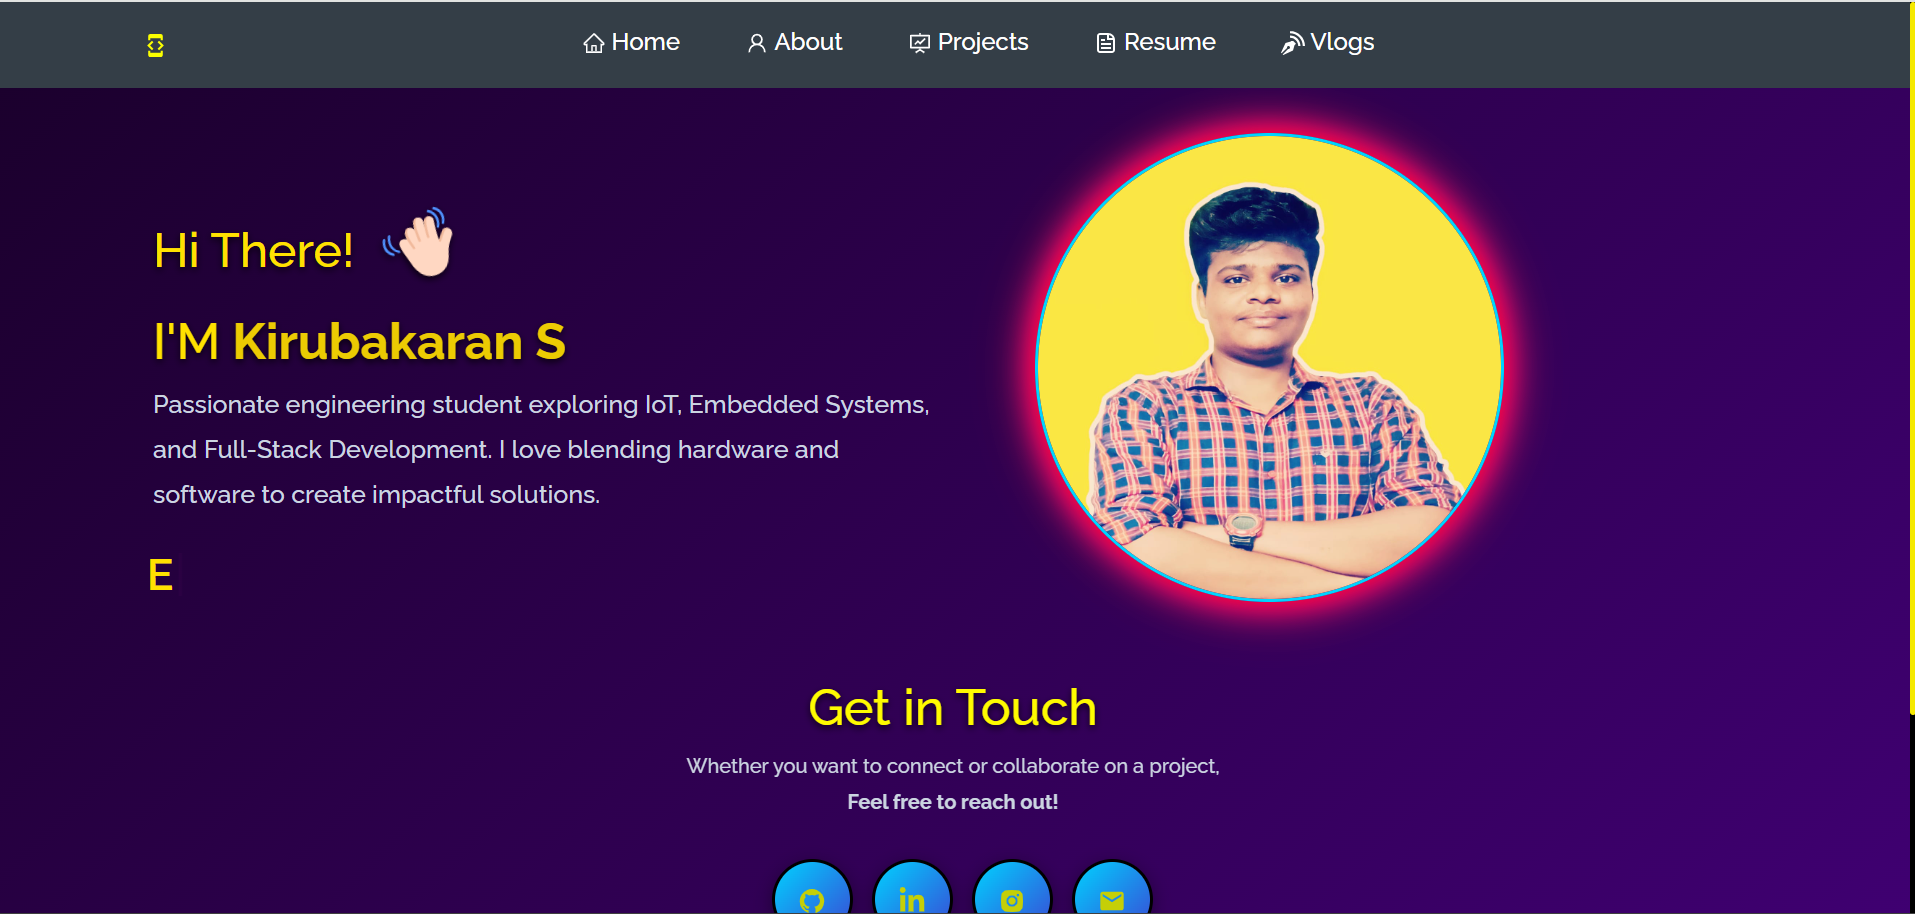 Home
About
Projects
Resume
Vlogs
Hi There!
I'M Kirubakaran S
Passionate engineering student exploring IoT, Embedded Systems,
and Full-Stack Development. I love blending hardware and
software to create impactful solutions.
E
Get in Touch
Whether you want to connect or collaborate on a project,
Feel free to reach out!
in